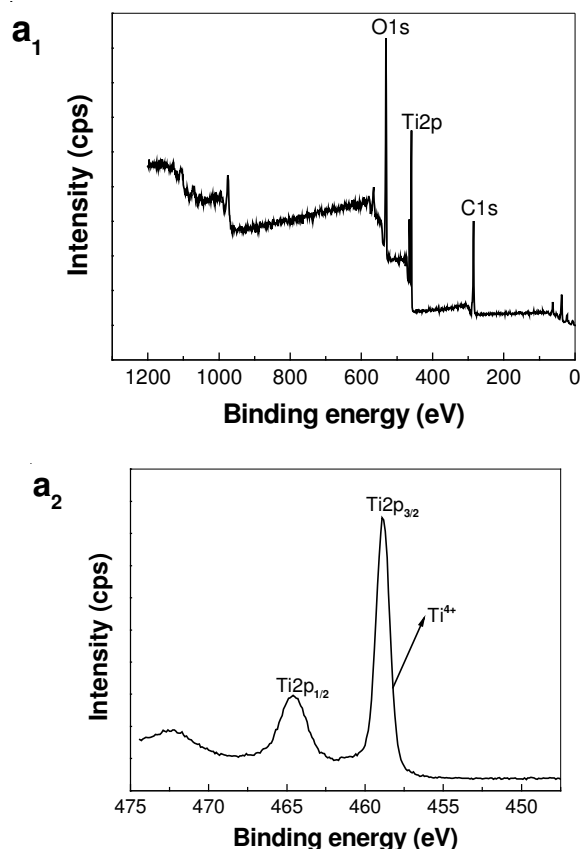 a₁
O1s
Ti2p
C1s
Intensity (cps)
1200 1000 800 600 400 200 0
Binding energy (eV)
a₂
Ti2p₃/₂
Ti⁴⁺
Ti2p₁/₂
Intensity (cps)
475 470 465 460 455 450
Binding energy (eV)